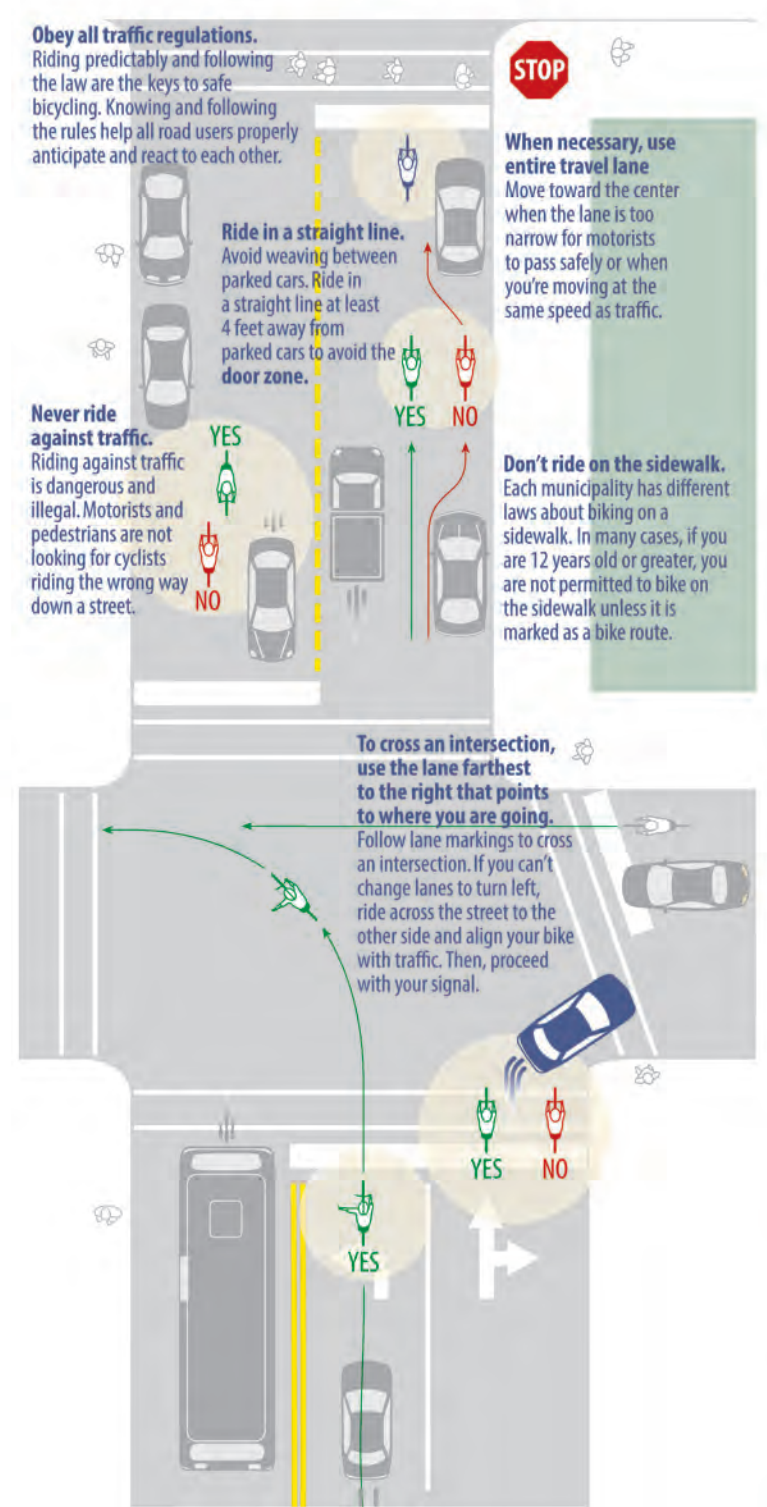 Obey all traffic regulations.
Riding predictably and following
the law are the keys to safe
bicycling. Knowing and following
the rules help all road users properly
anticipate and react to each other.
STOP
When necessary, use
entire travel lane
Move toward the center
when the lane is too
narrow for motorists
to pass safely or when
you're moving at the
same speed as traffic.
Ride in a straight line.
Avoid weaving between
parked cars. Ride in
a straight line at least
4 feet away from
parked cars to avoid the
door zone.
YES
NO
Never ride
against traffic.
Riding against traffic
is dangerous and
illegal. Motorists and
pedestrians are not
looking for cyclists
riding the wrong way
down a street.
YES
NO
Don't ride on the sidewalk.
Each municipality has different
laws about biking on a
sidewalk. In many cases, if you
are 12 years old or greater, you
are not permitted to bike on
the sidewalk unless it is
marked as a bike route.
To cross an intersection,
use the lane farthest
to the right that points
to where you are going.
Follow lane markings to cross
an intersection. If you can't
change lanes to turn left,
ride across the street to the
other side and align your bike
with traffic. Then, proceed
with your signal.
YES
NO
YES